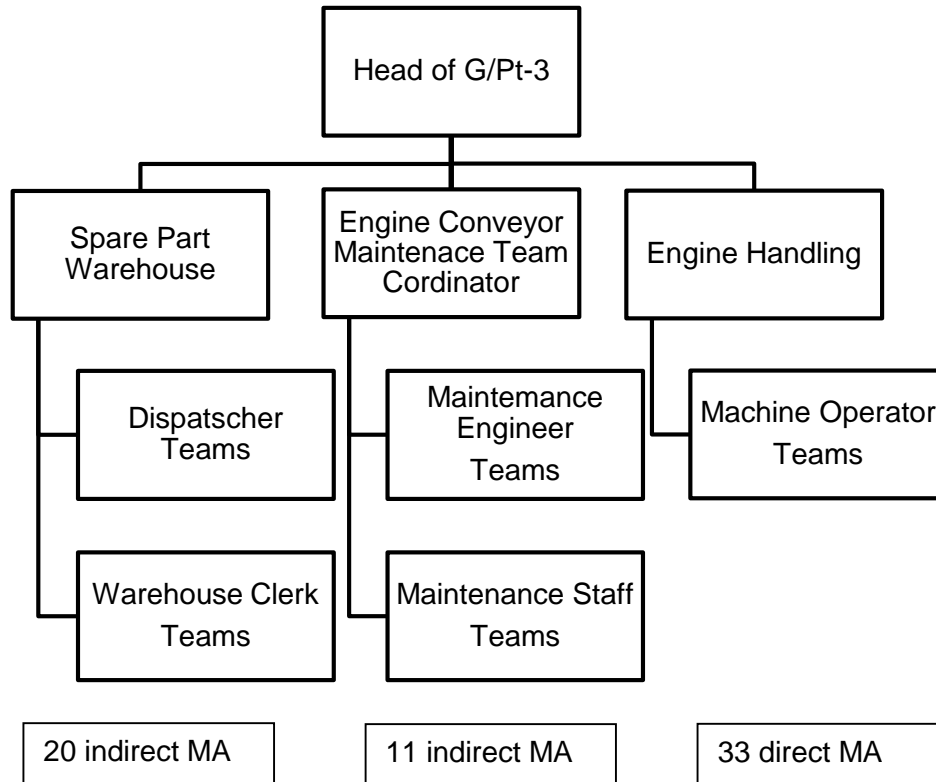 Head of G/Pt-3
Spare Part
Warehouse
Engine Conveyor
Maintenace Team
Cordinator
Engine Handling
Dispatscher
Teams
Maintemance
Engineer
Teams
Machine Operator
Teams
Warehouse Clerk
Teams
Maintenance Staff
Teams
20 indirect MA
11 indirect MA
33 direct MA